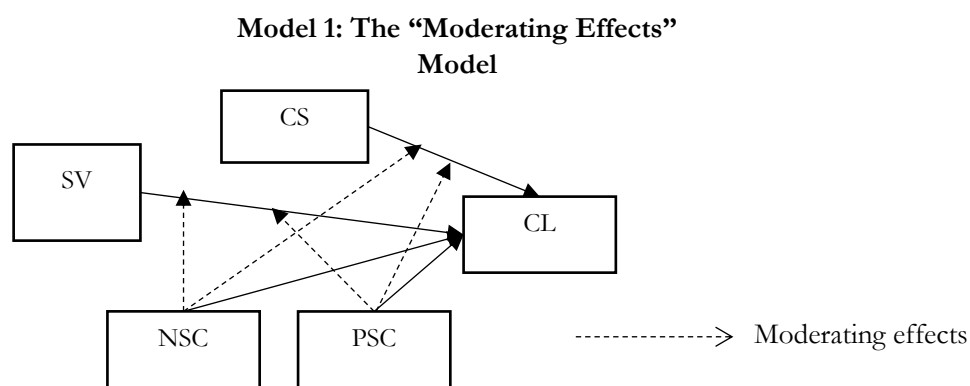 Model 1: The “Moderating Effects”
Model
CS
SV
CL
NSC
PSC
Moderating effects